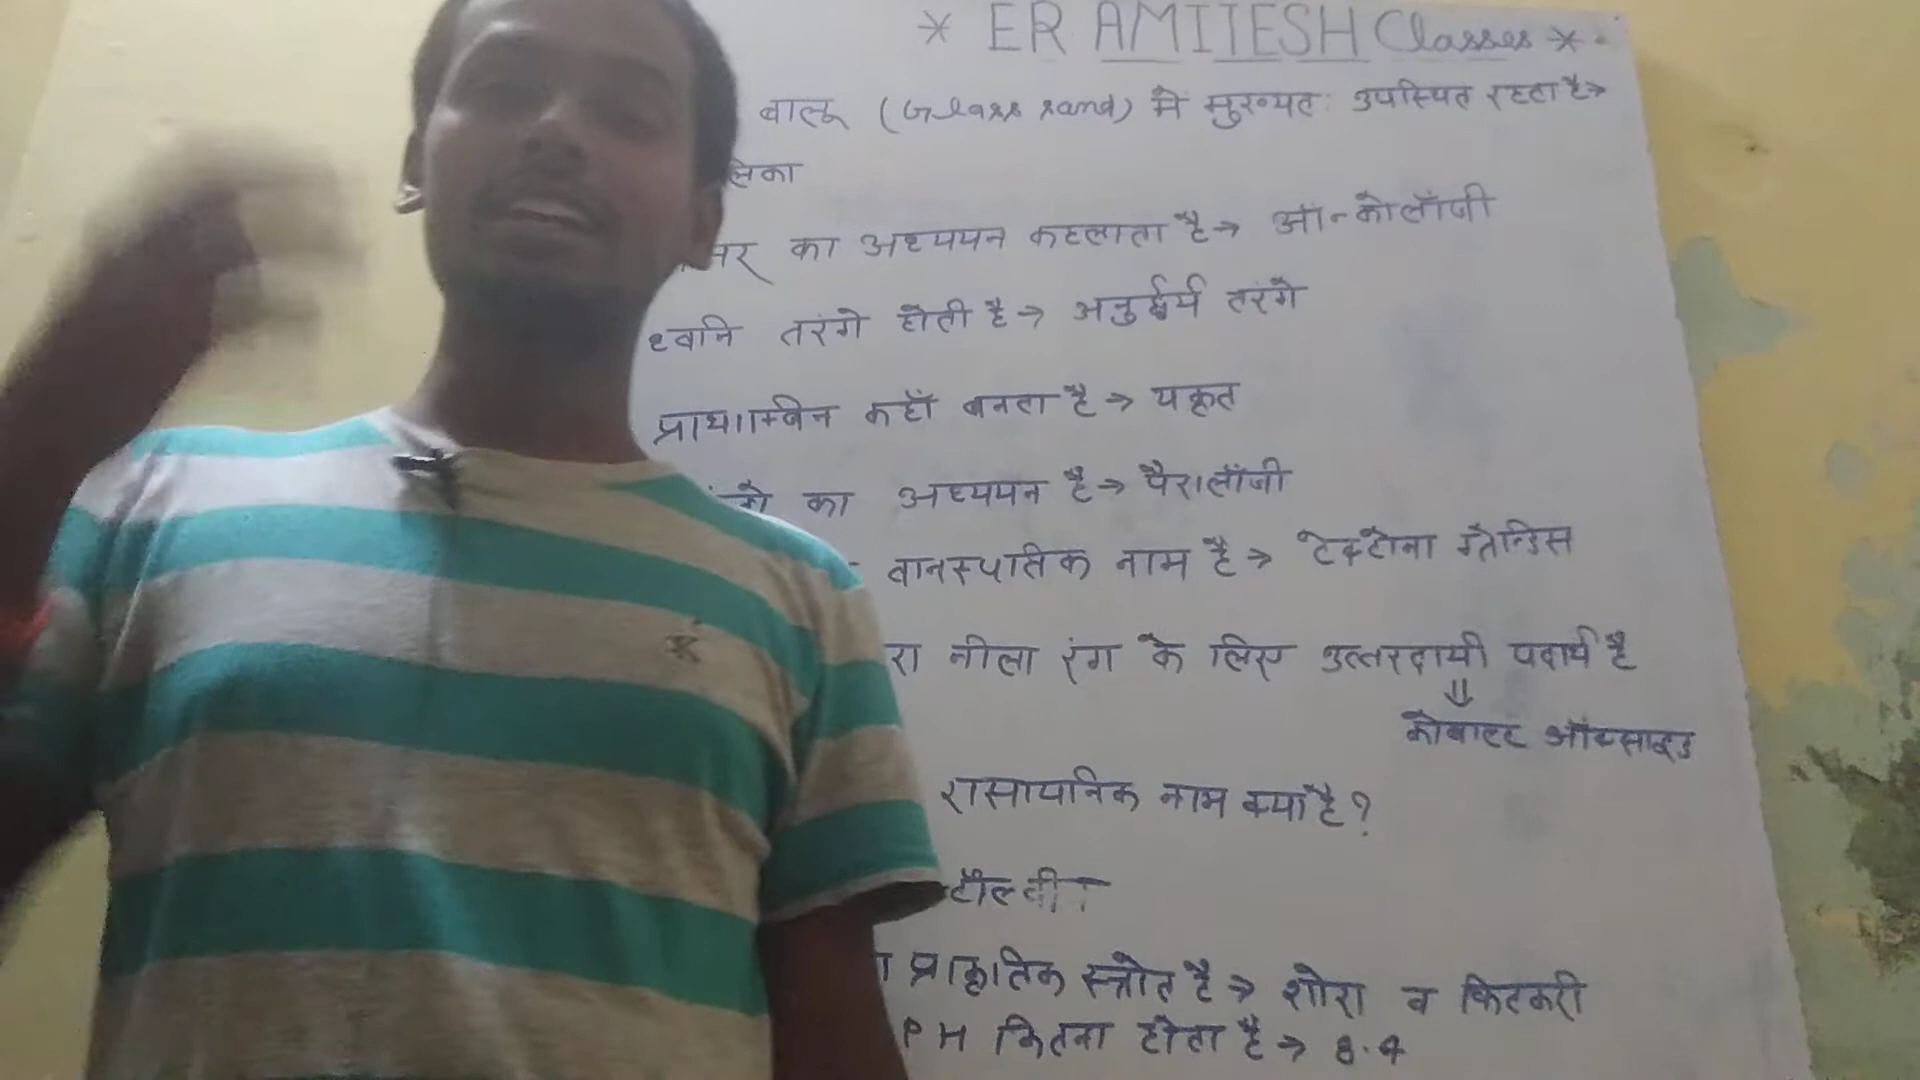 * ER AMITESH Classes *
बालू (Glass sand) में मुख्यतः उपस्थित रहता है→
का अध्ययन कहलाता है→ ऑन्कोलॉजी
ध्वनि तरंगे होती है→ अनुर्द्धर्य तरंगे
प्राथाम्बिन कहाँ बनता है→ यकृत
का अध्ययन है→ पैरालॉजी
वानस्पतिक नाम है→ टेक्टोना ग्रेन्डिस
नीला रंग के लिए उत्तरदायी पदार्थ है
⇓
कोबाल्ट ऑक्साइड
रासायनिक नाम क्या है?
प्राकृतिक स्त्रोत है→ शोरा व फिटकरी
PH कितना होता है→ 8.4